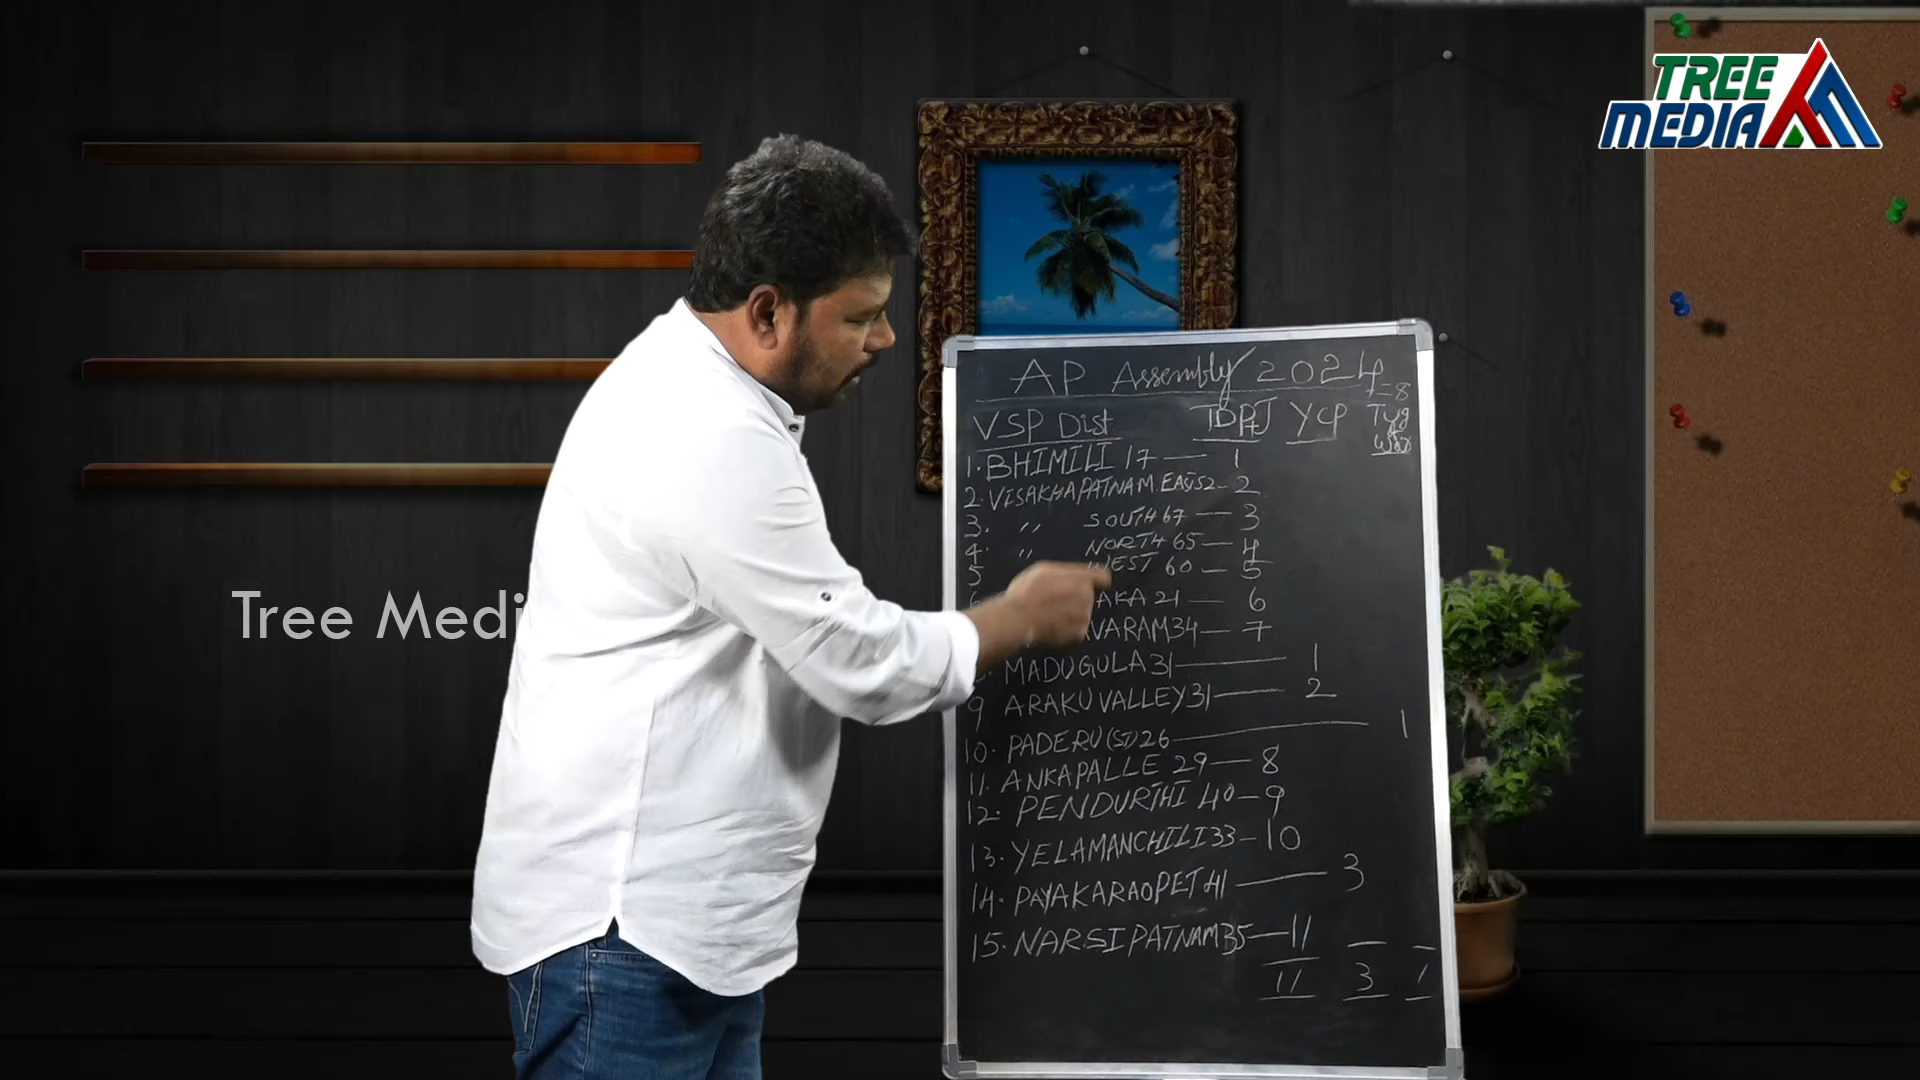 TREE
MEDIA
Tree Medi
AP Assembly 2024
VSP Dist TDP+J YCP
1. BHIMILI 17 — 1
2. VISAKHAPATNAM EAST 52 — 2
3. " SOUTH 67 — 3
4. " NORTH 65 — 4
5 WEST 60 — 5
AKA 21 — 6
AVARAM 34 — 7
MADUGULA 31 — 1
9 ARAKU VALLEY 31 — 2
10. PADERU (ST) 26 — 1
11. ANKAPALLE 29 — 8
12. PENDURTHI 40 — 9
13. YELAMANCHILI 33 — 10
14. PAYAKARAOPET 41 — 3
15. NARSIPATNAM 35 — 11
11 3 1